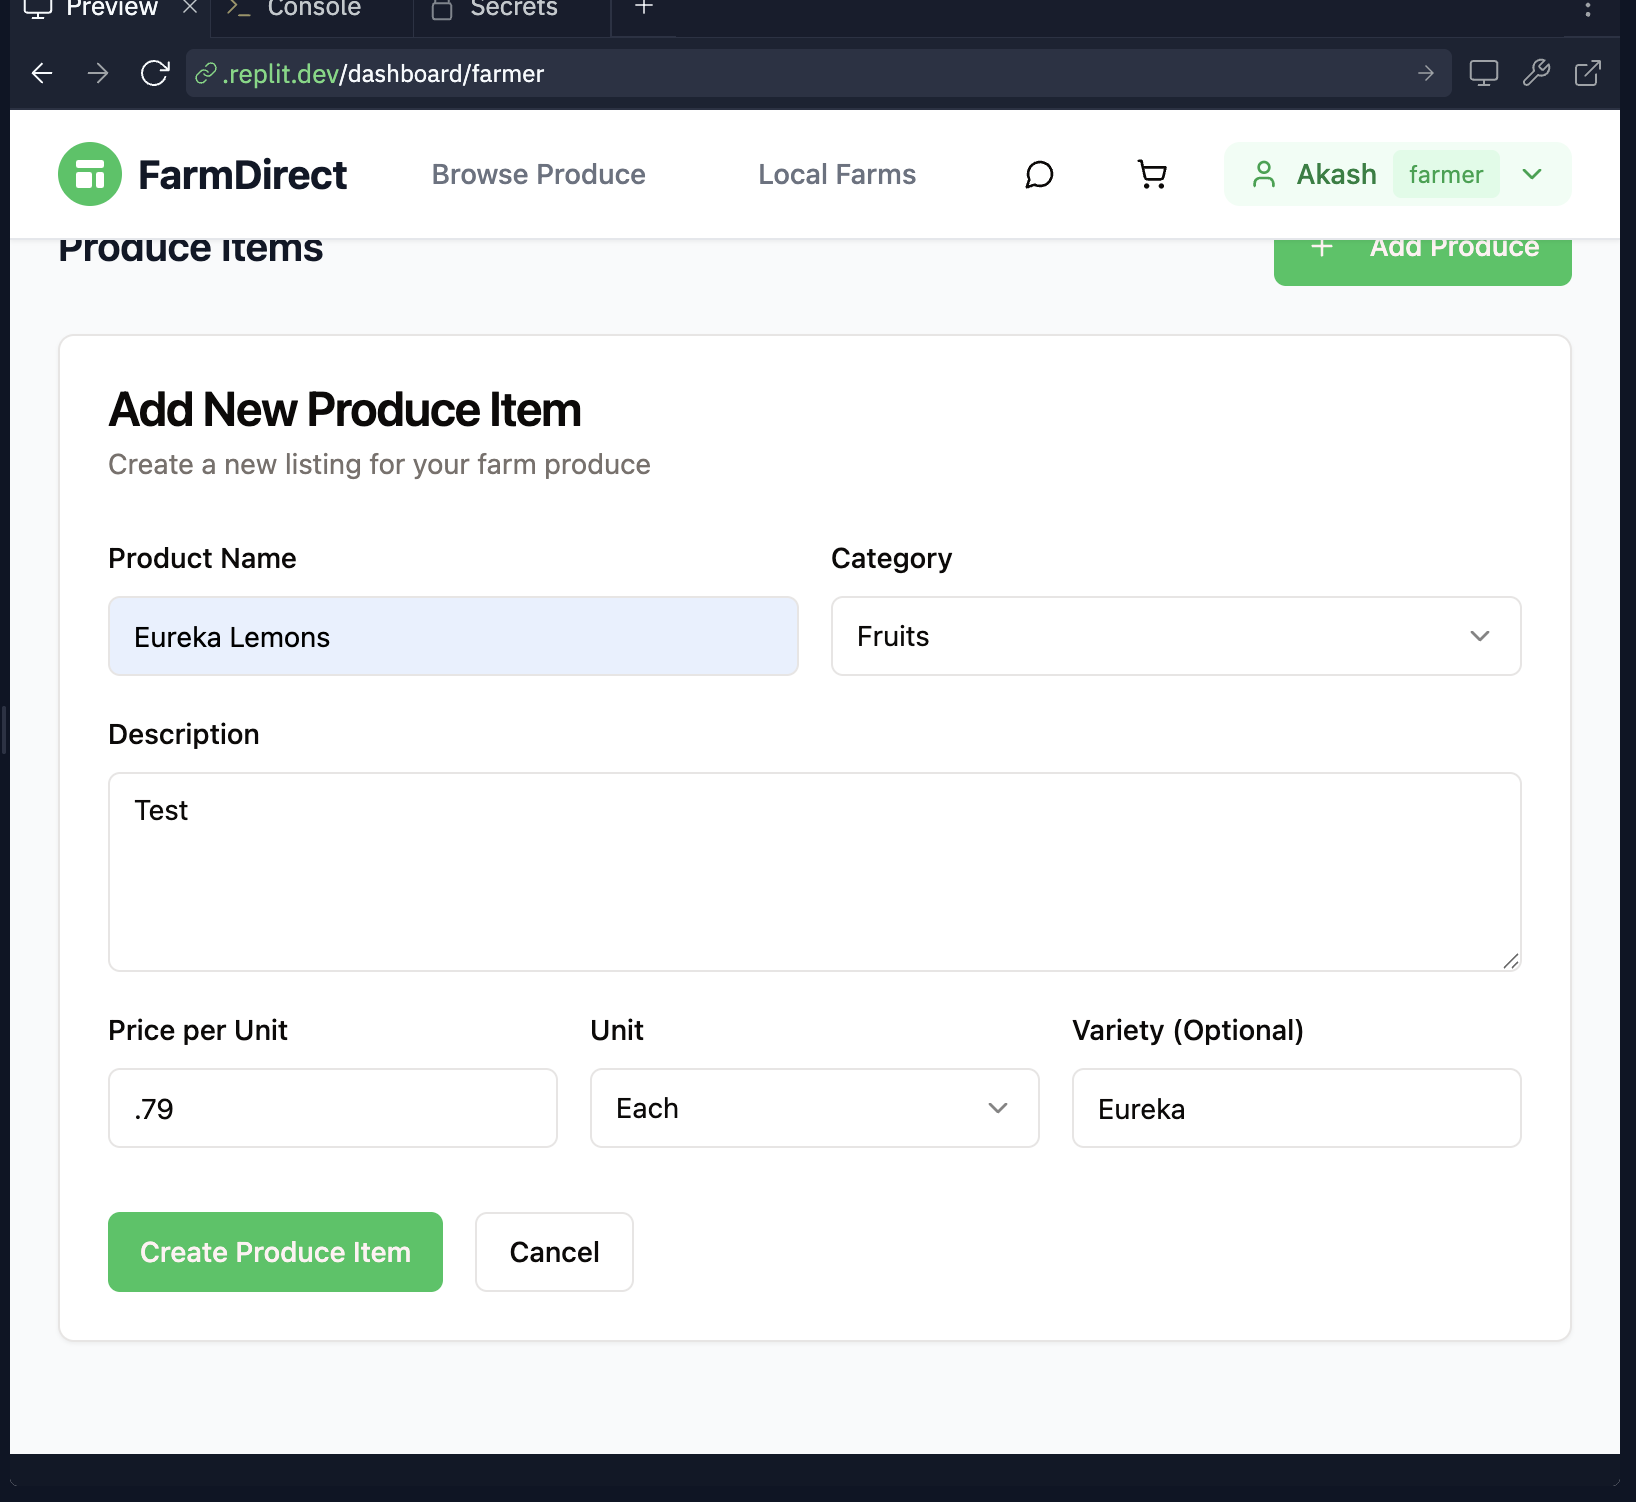 Preview
Console
Secrets
.replit.dev/dashboard/farmer
FarmDirect
Browse Produce
Local Farms
Akash
farmer
Produce Items
+ Add Produce
Add New Produce Item
Create a new listing for your farm produce
Product Name
Category
Eureka Lemons
Fruits
Description
Test
Price per Unit
Unit
Variety (Optional)
.79
Each
Eureka
Create Produce Item
Cancel